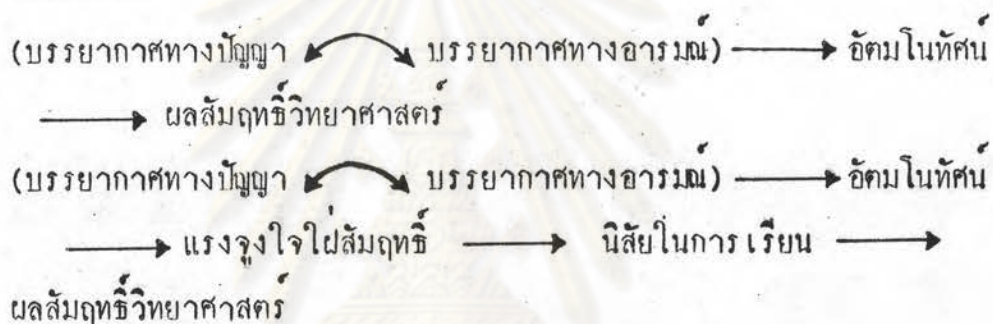 (บรรยากาศทางปัญญา บรรยากาศทางอารมณ์) → อัตมโนทัศน์
→ ผลสัมฤทธิ์วิทยาศาสตร์
(บรรยากาศทางปัญญา บรรยากาศทางอารมณ์) → อัตมโนทัศน์
→ แรงจูงใจใฝ่สัมฤทธิ์ → นิสัยในการเรียน →
ผลสัมฤทธิ์วิทยาศาสตร์